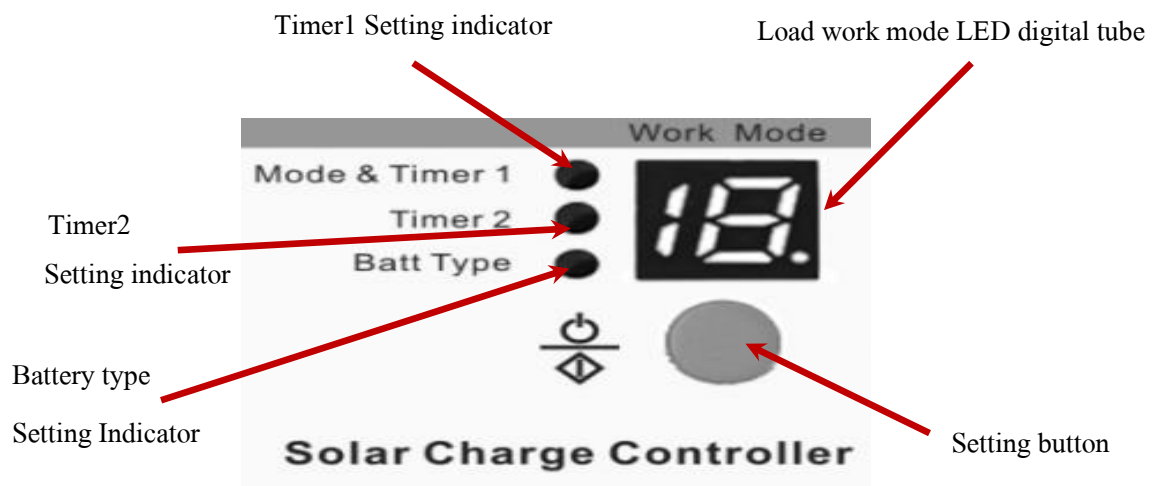 Timer1 Setting indicator
Load work mode LED digital tube
Work Mode
Mode & Timer 1
Timer 2
Batt Type
18.
Timer2
Setting indicator
Battery type
Setting Indicator
Setting button
Solar Charge Controller